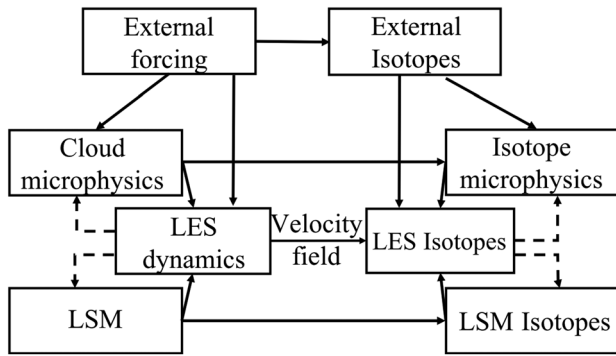 External
forcing
External
Isotopes
Cloud
microphysics
Isotope
microphysics
LES
dynamics
Velocity
field
LES Isotopes
LSM
LSM Isotopes